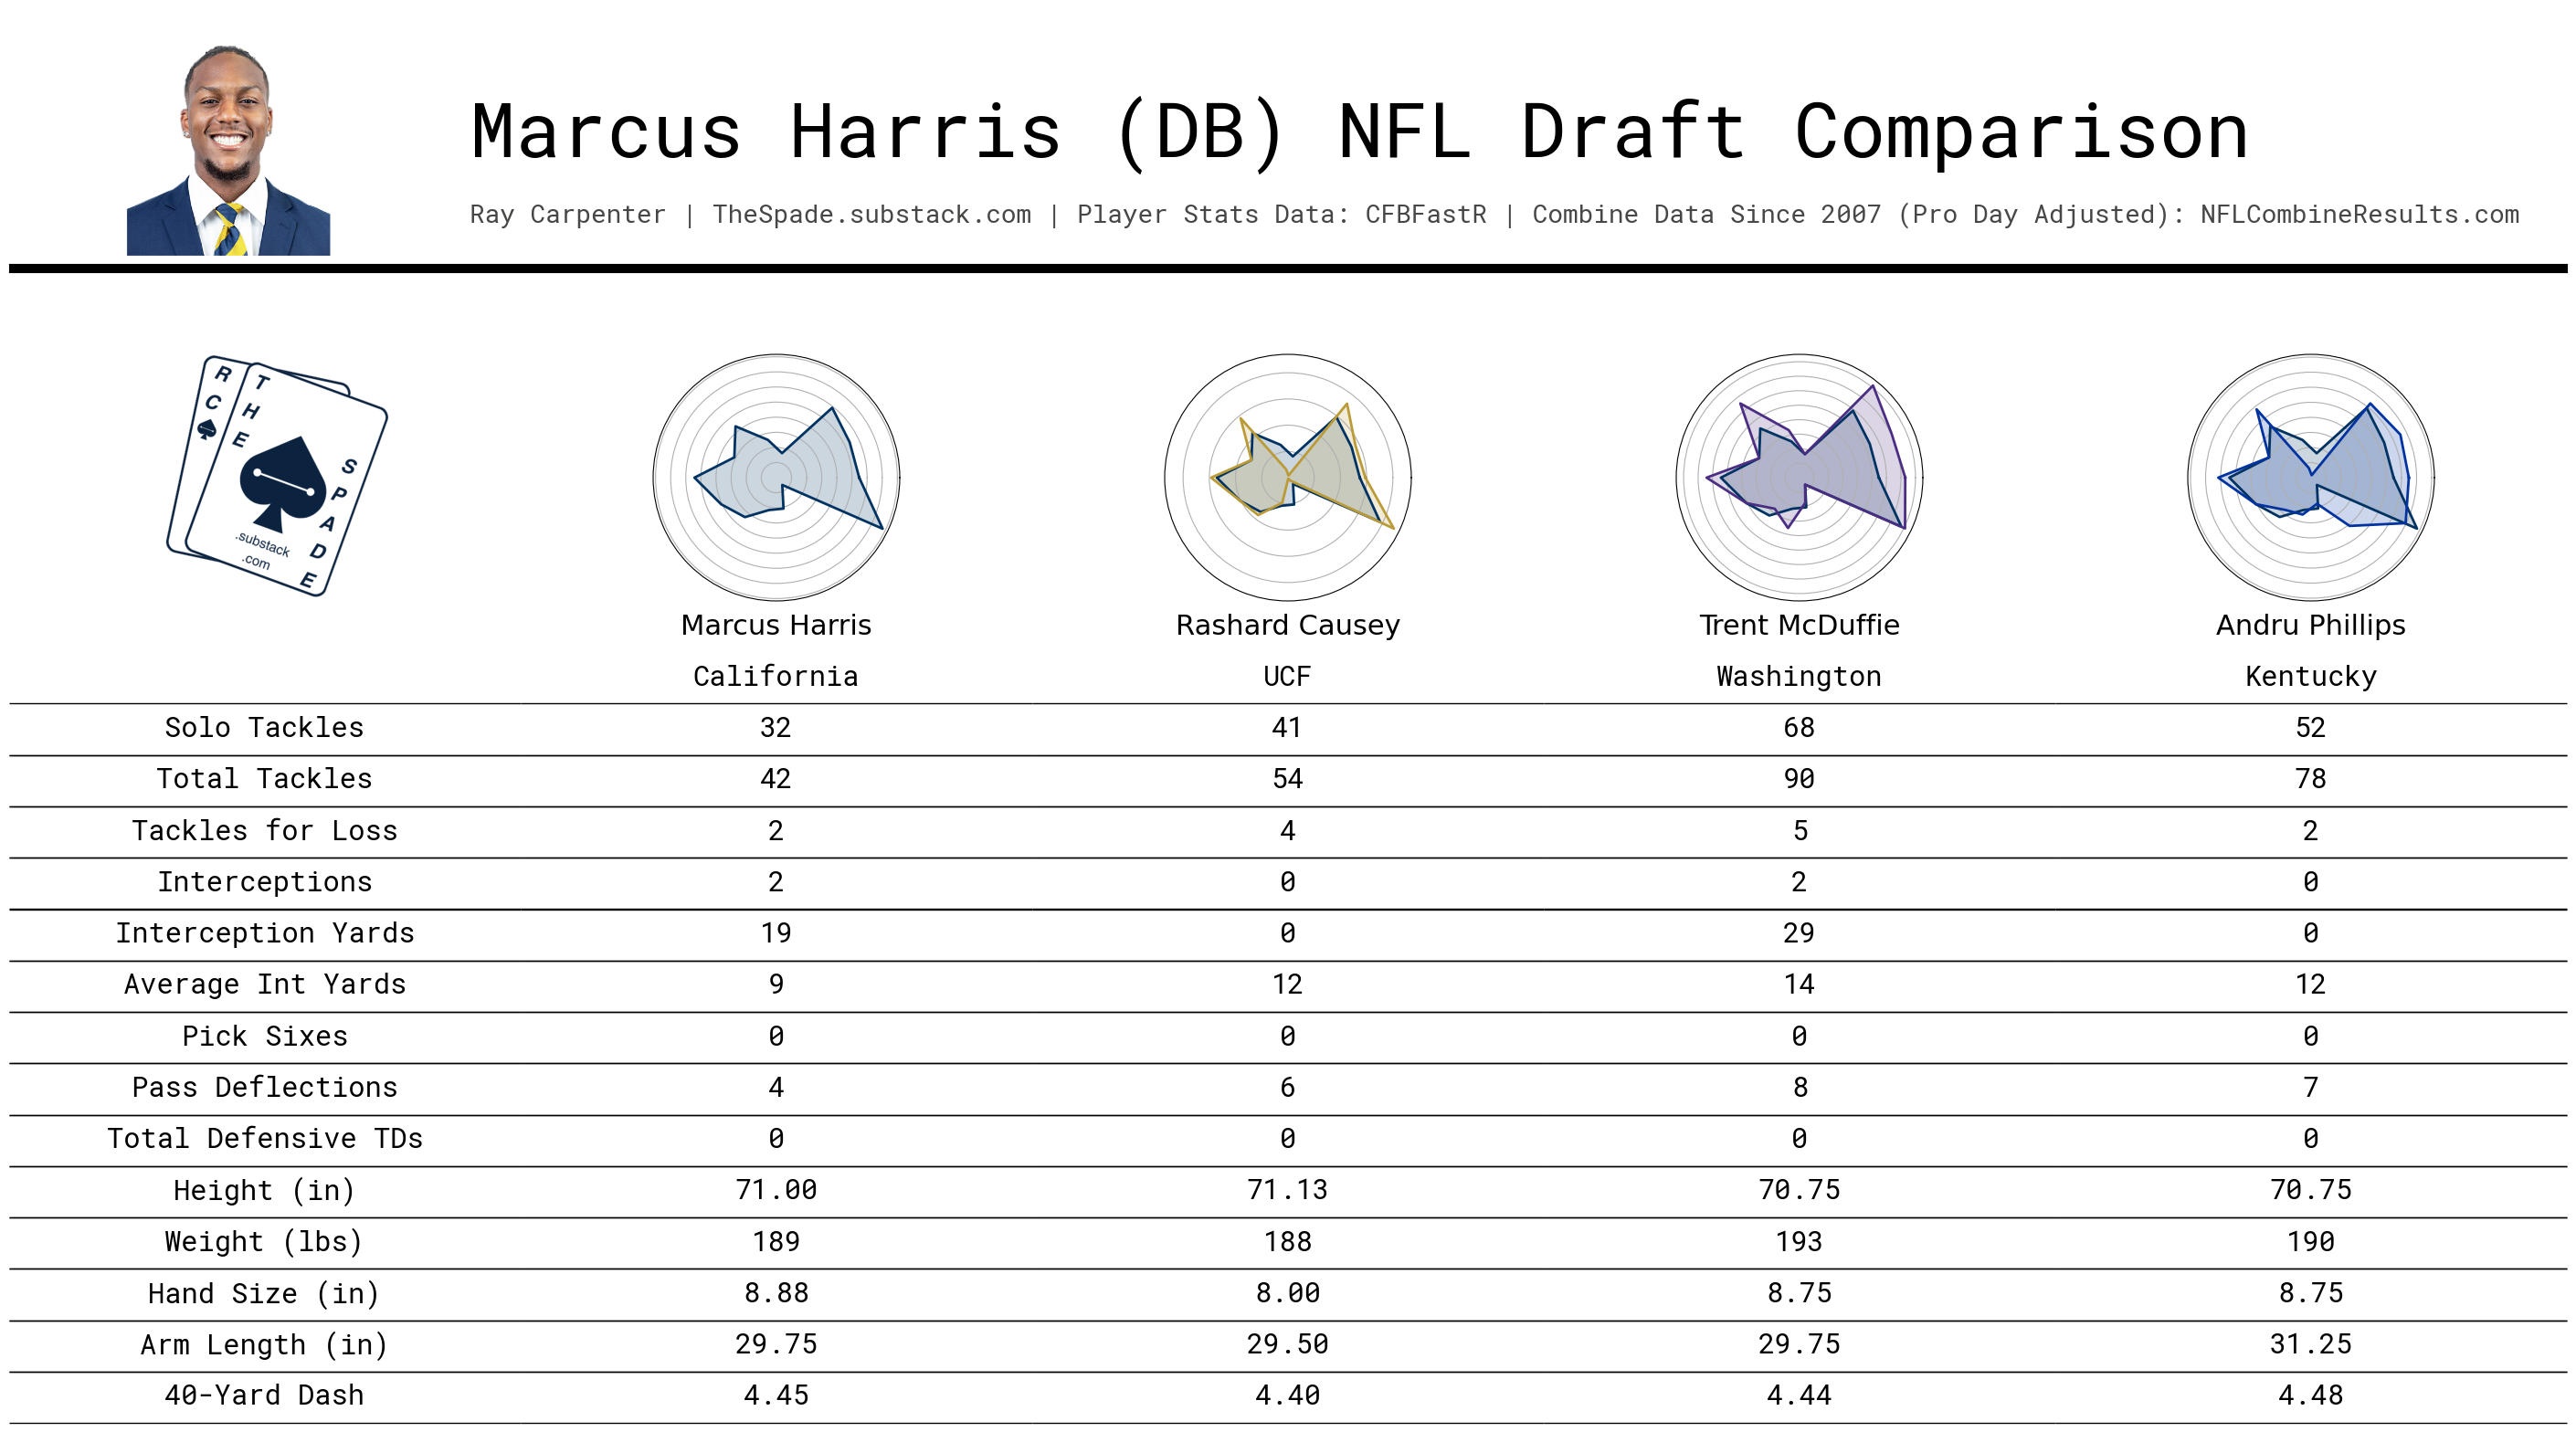 Marcus Harris (DB) NFL Draft Comparison
Ray Carpenter | TheSpade.substack.com | Player Stats Data: CFBFastR | Combine Data Since 2007 (Pro Day Adjusted): NFLCombineResults.com
RC
THE
SPADE
.substack
.com
Marcus Harris Rashard Causey Trent McDuffie Andru Phillips
California UCF Washington Kentucky
Solo Tackles 32 41 68 52
Total Tackles 42 54 90 78
Tackles for Loss 2 4 5 2
Interceptions 2 0 2 0
Interception Yards 19 0 29 0
Average Int Yards 9 12 14 12
Pick Sixes 0 0 0 0
Pass Deflections 4 6 8 7
Total Defensive TDs 0 0 0 0
Height (in) 71.00 71.13 70.75 70.75
Weight (lbs) 189 188 193 190
Hand Size (in) 8.88 8.00 8.75 8.75
Arm Length (in) 29.75 29.50 29.75 31.25
40-Yard Dash 4.45 4.40 4.44 4.48